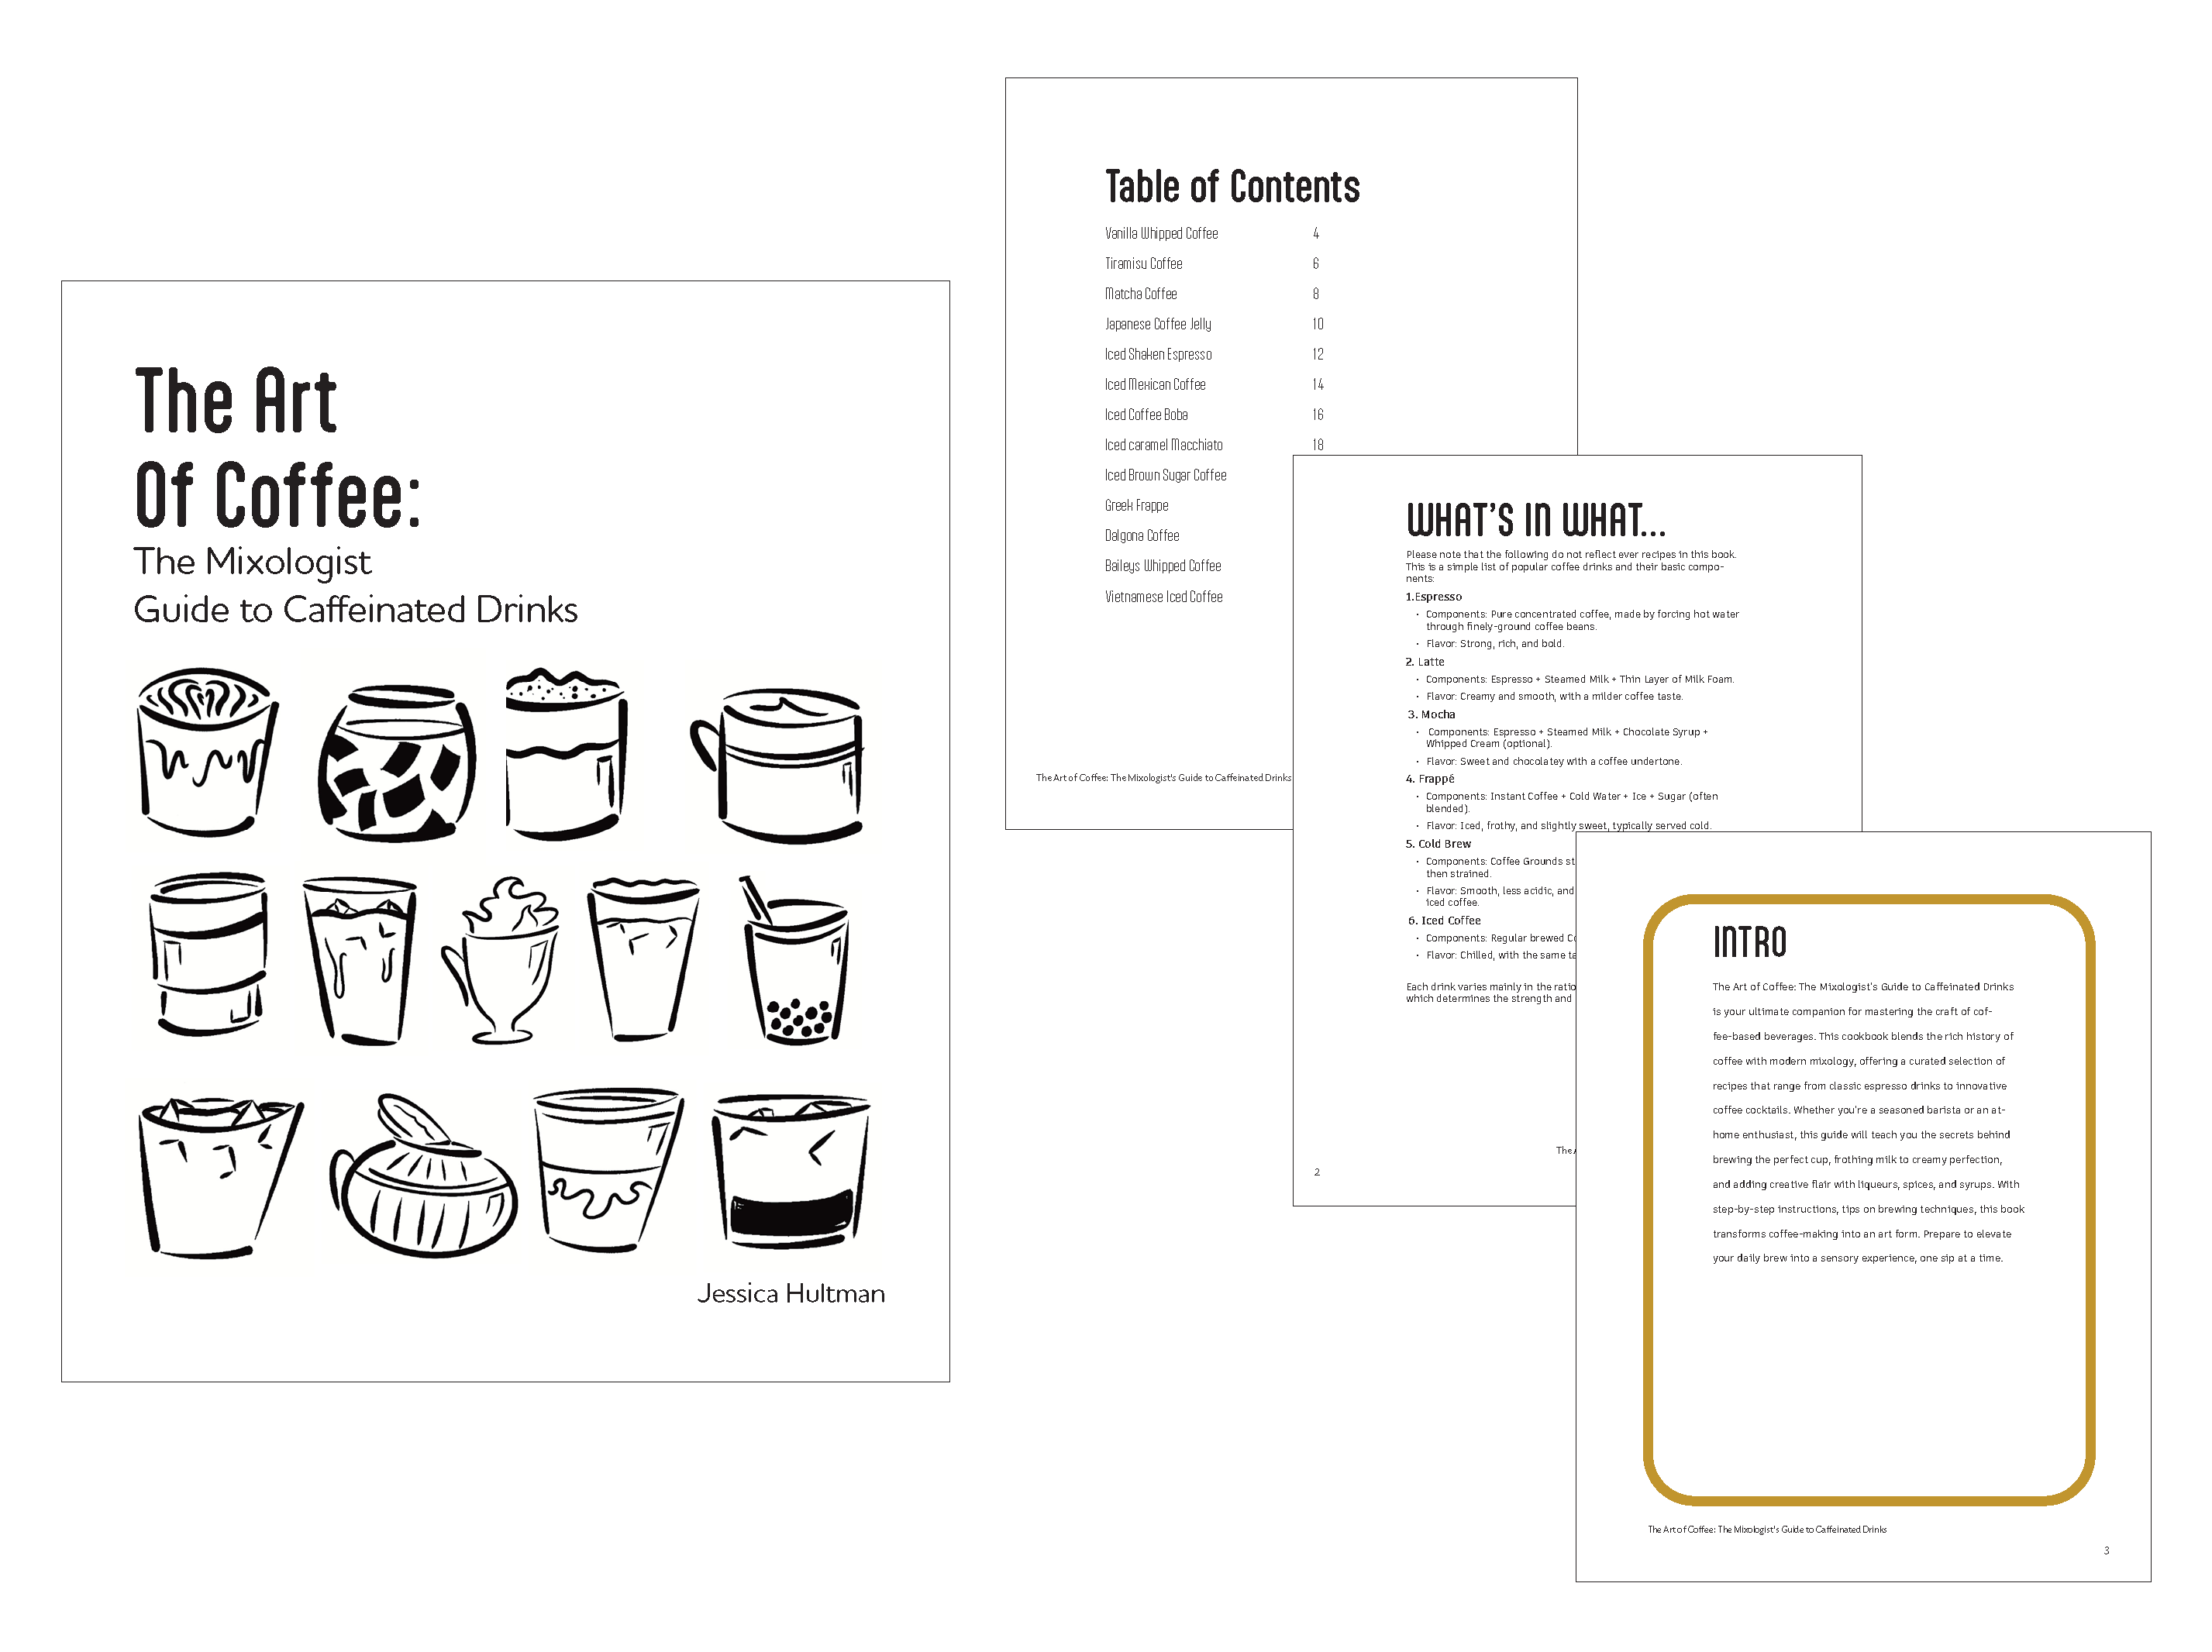 The Art
Of Coffee:
The Mixologist
Guide to Caffeinated Drinks
Jessica Hultman
Table of Contents
Vanilla Whipped Coffee 4
Tiramisu Coffee 6
Matcha Coffee 8
Japanese Coffee Jelly 10
Iced Shaken Espresso 12
Iced Mexican Coffee 14
Iced Coffee Boba 16
Iced caramel Macchiato 18
Iced Brown Sugar Coffee
Greek Frappe
Dalgona Coffee
Baileys Whipped Coffee
Vietnamese Iced Coffee
The Art of Coffee: The Mixologist's Guide to Caffeinated Drinks
WHAT'S IN WHAT...
Please note that the following do not reflect ever recipes in this book.
This is a simple list of popular coffee drinks and their basic compo-
nents:
1.Espresso
• Components: Pure concentrated coffee, made by forcing hot water
through finely-ground coffee beans.
• Flavor: Strong, rich, and bold.
2. Latte
• Components: Espresso + Steamed Milk + Thin Layer of Milk Foam.
• Flavor: Creamy and smooth, with a milder coffee taste.
3. Mocha
• Components: Espresso + Steamed Milk + Chocolate Syrup +
Whipped Cream (optional).
• Flavor: Sweet and chocolatey with a coffee undertone.
4. Frappé
• Components: Instant Coffee + Cold Water + Ice + Sugar (often
blended).
• Flavor: Iced, frothy, and slightly sweet, typically served cold.
5. Cold Brew
• Components: Coffee Grounds st
then strained.
• Flavor: Smooth, less acidic, and
iced coffee.
6. Iced Coffee
• Components: Regular brewed Co
• Flavor: Chilled, with the same ta
Each drink varies mainly in the ratio
which determines the strength and
The
2
INTRO
The Art of Coffee: The Mixologist's Guide to Caffeinated Drinks
is your ultimate companion for mastering the craft of cof-
fee-based beverages. This cookbook blends the rich history of
coffee with modern mixology, offering a curated selection of
recipes that range from classic espresso drinks to innovative
coffee cocktails. Whether you're a seasoned barista or an at-
home enthusiast, this guide will teach you the secrets behind
brewing the perfect cup, frothing milk to creamy perfection,
and adding creative flair with liqueurs, spices, and syrups. With
step-by-step instructions, tips on brewing techniques, this book
transforms coffee-making into an art form. Prepare to elevate
your daily brew into a sensory experience, one sip at a time.
The Art of Coffee: The Mixologist's Guide to Caffeinated Drinks
3